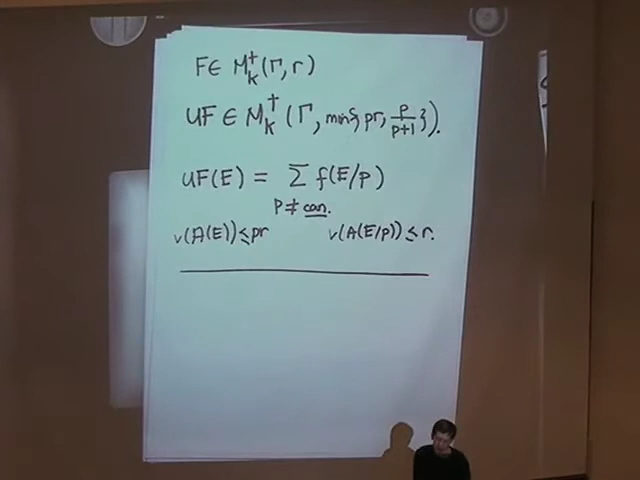 F∈ M_k^†(Γ, r)
UF ∈ M_k^†(Γ, min{pr, p/p+1}).
UF(E) = Σ f(E/P)
P ≠ can.
v(A(E)) ≤ pr v(A(E/P)) ≤ r.